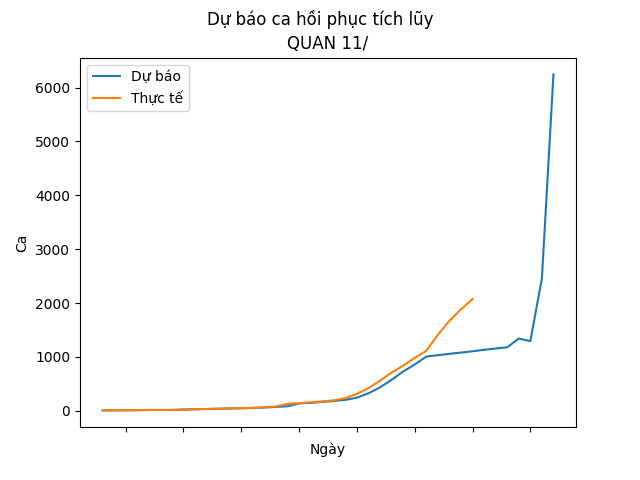 Dự báo ca hồi phục tích lũy
QUAN 11/
Dự báo
Thực tế
6000
5000
4000
3000
2000
1000
0
Ca
Ngày